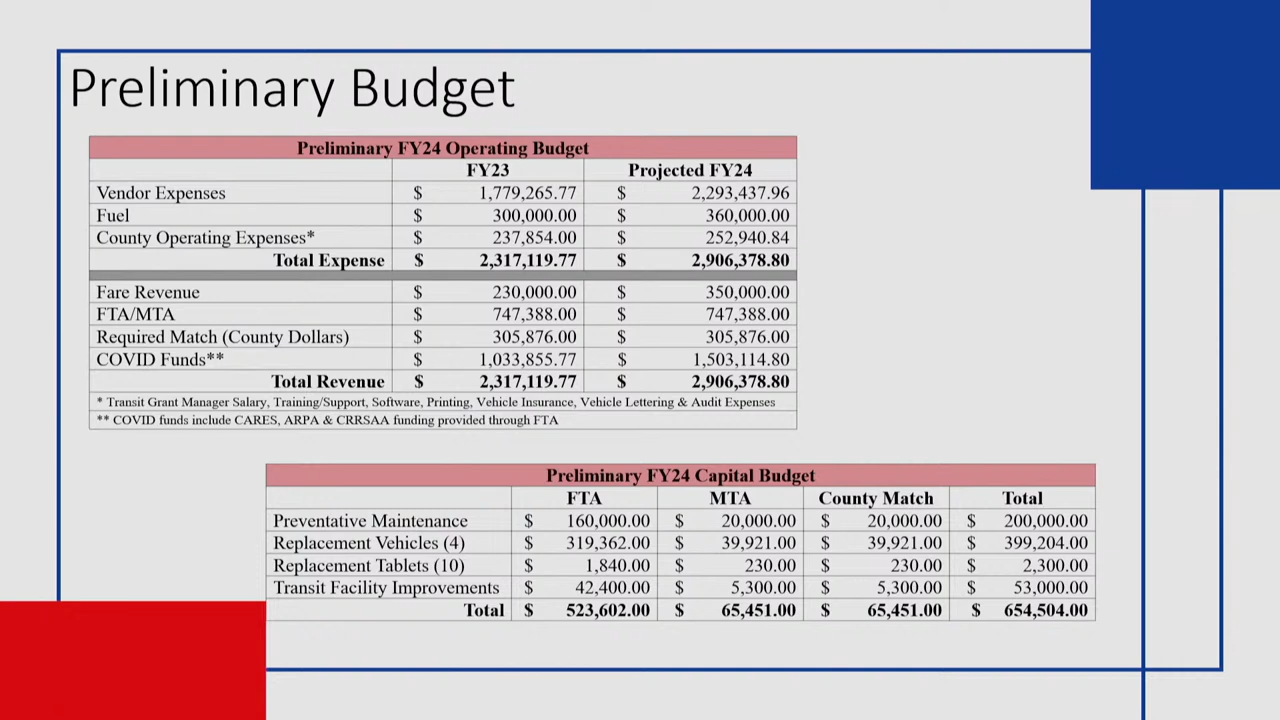 Preliminary Budget
Preliminary FY24 Operating Budget
FY23 Projected FY24
Vendor Expenses $ 1,779,265.77 $ 2,293,437.96
Fuel $ 300,000.00 $ 360,000.00
County Operating Expenses* $ 237,854.00 $ 252,940.84
Total Expense $ 2,317,119.77 $ 2,906,378.80
Fare Revenue $ 230,000.00 $ 350,000.00
FTA/MTA $ 747,388.00 $ 747,388.00
Required Match (County Dollars) $ 305,876.00 $ 305,876.00
COVID Funds** $ 1,033,855.77 $ 1,503,114.80
Total Revenue $ 2,317,119.77 $ 2,906,378.80
* Transit Grant Manager Salary, Training/Support, Software, Printing, Vehicle Insurance, Vehicle Lettering & Audit Expenses
** COVID funds include CARES, ARPA & CRRSAA funding provided through FTA
Preliminary FY24 Capital Budget
FTA MTA County Match Total
Preventative Maintenance $ 160,000.00 $ 20,000.00 $ 20,000.00 $ 200,000.00
Replacement Vehicles (4) $ 319,362.00 $ 39,921.00 $ 39,921.00 $ 399,204.00
Replacement Tablets (10) $ 1,840.00 $ 230.00 $ 230.00 $ 2,300.00
Transit Facility Improvements $ 42,400.00 $ 5,300.00 $ 5,300.00 $ 53,000.00
Total $ 523,602.00 $ 65,451.00 $ 65,451.00 $ 654,504.00